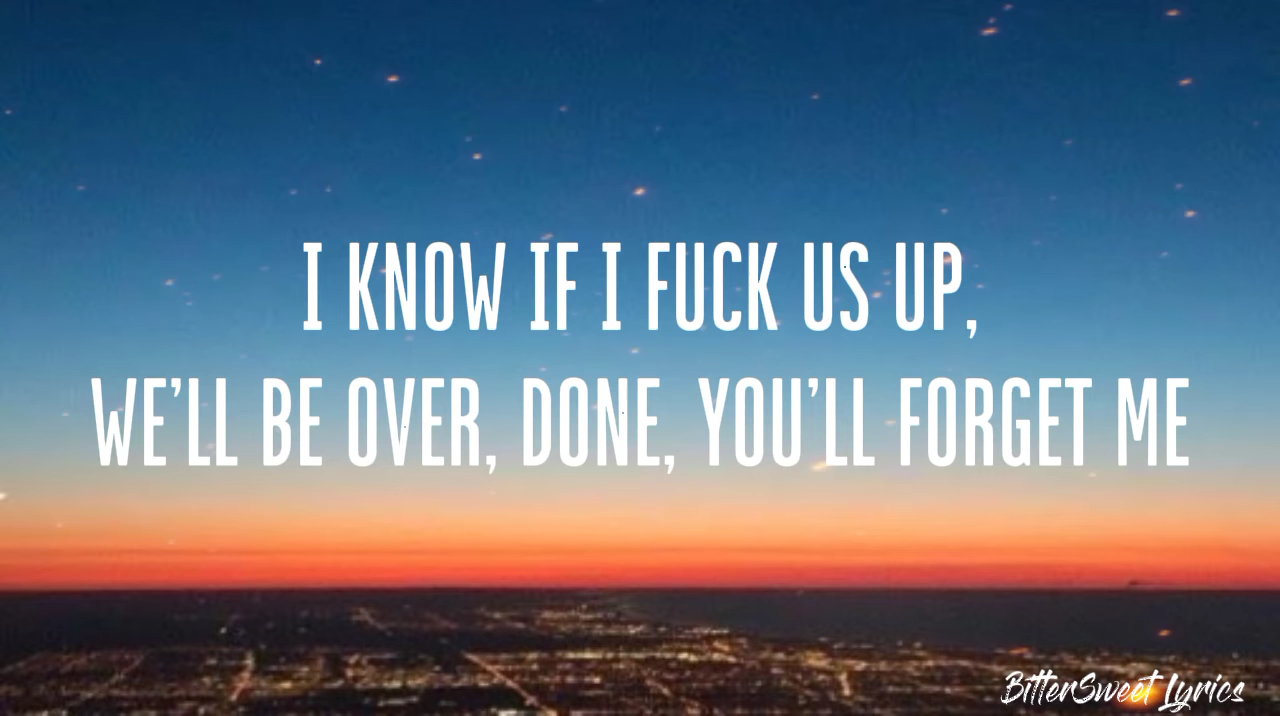 I KNOW IF I FUCK US UP,
WE'LL BE OVER, DONE, YOU'LL FORGET ME
BitterSweet Lyrics